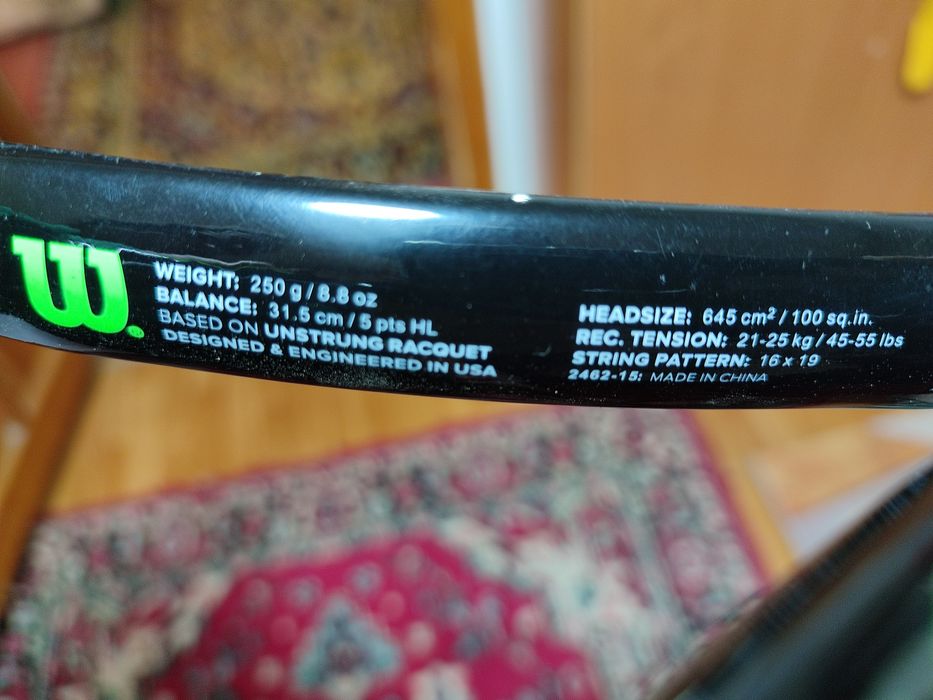 W.
WEIGHT: 250 g / 8.8 oz
BALANCE: 31.5 cm / 5 pts HL
BASED ON UNSTRUNG RACQUET
DESIGNED & ENGINEERED IN USA
HEADSIZE: 645 cm² / 100 sq.in.
REC. TENSION: 21-25 kg / 45-55 lbs
STRING PATTERN: 16 x 19
2462-15: MADE IN CHINA